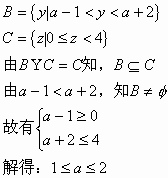 B = {y|a−1<y<a+2}
C = {z|0≤z<4}
由BYC=C知，B⊆C
由a−1<a+2，知B≠ϕ
故有{a−1≥0
a+2≤4
解得：1≤a≤2